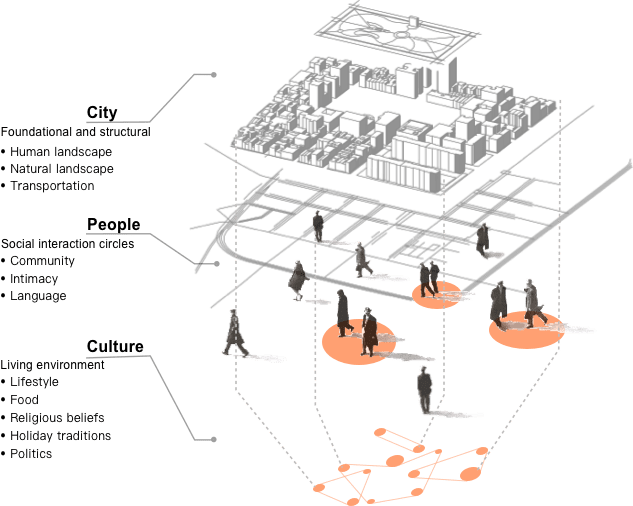 City
Foundational and structural
• Human landscape
• Natural landscape
• Transportation
People
Social interaction circles
• Community
• Intimacy
• Language
Culture
Living environment
• Lifestyle
• Food
• Religious beliefs
• Holiday traditions
• Politics